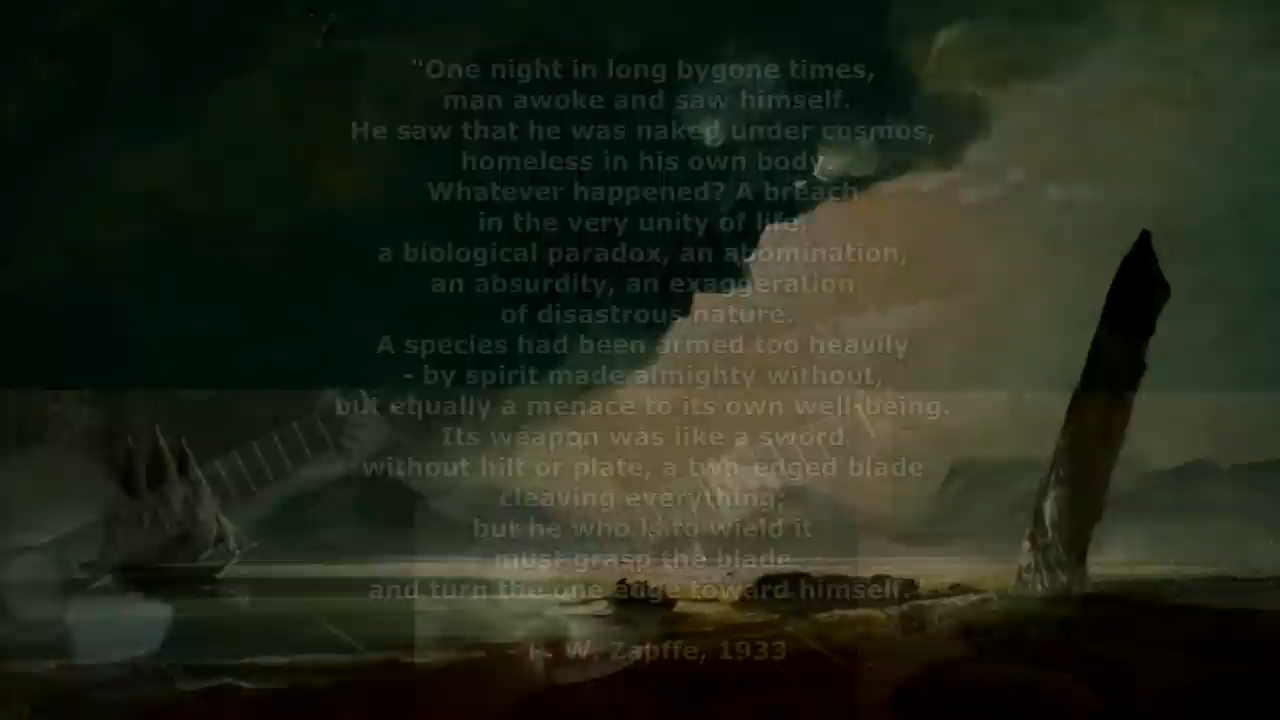 "One night in long bygone times,
man awoke and saw himself.
He saw that he was naked under cosmos,
homeless in his own body.
Whatever happened? A breach
in the very unity of life,
a biological paradox, an abomination,
an absurdity, an exaggeration
of disastrous nature.
A species had been armed too heavily
- by spirit made almighty without,
but equally a menace to its own well-being.
Its weapon was like a sword
without hilt or plate, a two-edged blade
cleaving everything;
but he who is to wield it
must grasp the blade
and turn the one edge toward himself.
- P. W. Zapffe, 1933